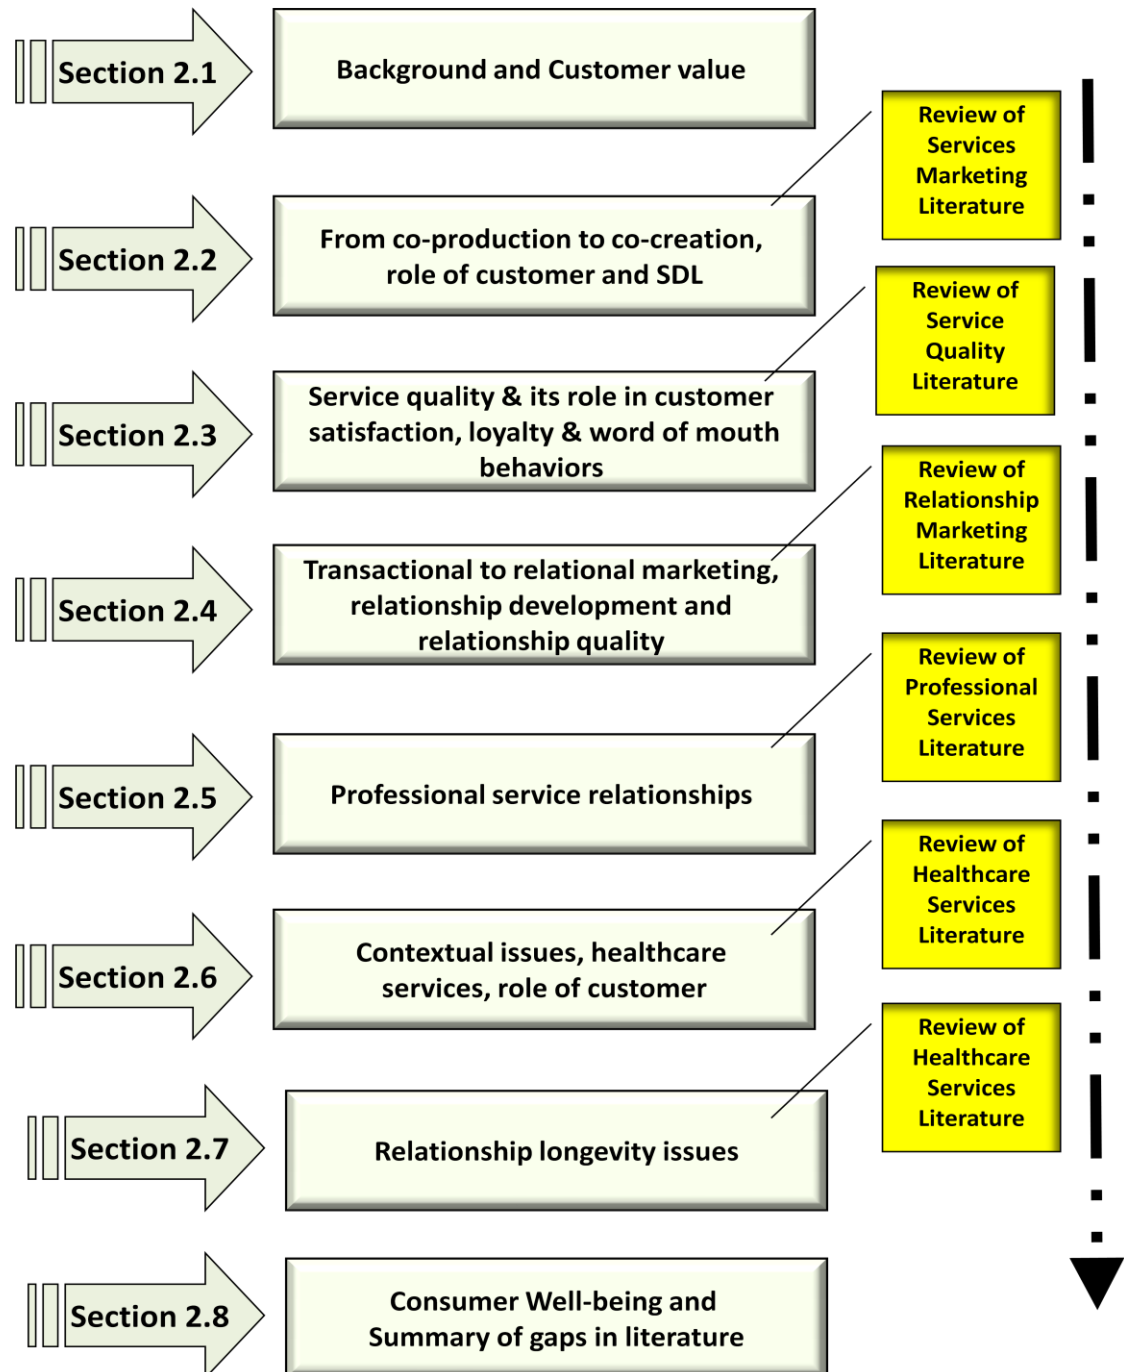 Section 2.1
Background and Customer value
Review of
Services
Marketing
Literature
Section 2.2
From co-production to co-creation,
role of customer and SDL
Review of
Service
Quality
Literature
Section 2.3
Service quality & its role in customer
satisfaction, loyalty & word of mouth
behaviors
Review of
Relationship
Marketing
Literature
Section 2.4
Transactional to relational marketing,
relationship development and
relationship quality
Review of
Professional
Services
Literature
Section 2.5
Professional service relationships
Review of
Healthcare
Services
Literature
Section 2.6
Contextual issues, healthcare
services, role of customer
Review of
Healthcare
Services
Literature
Section 2.7
Relationship longevity issues
Section 2.8
Consumer Well-being and
Summary of gaps in literature